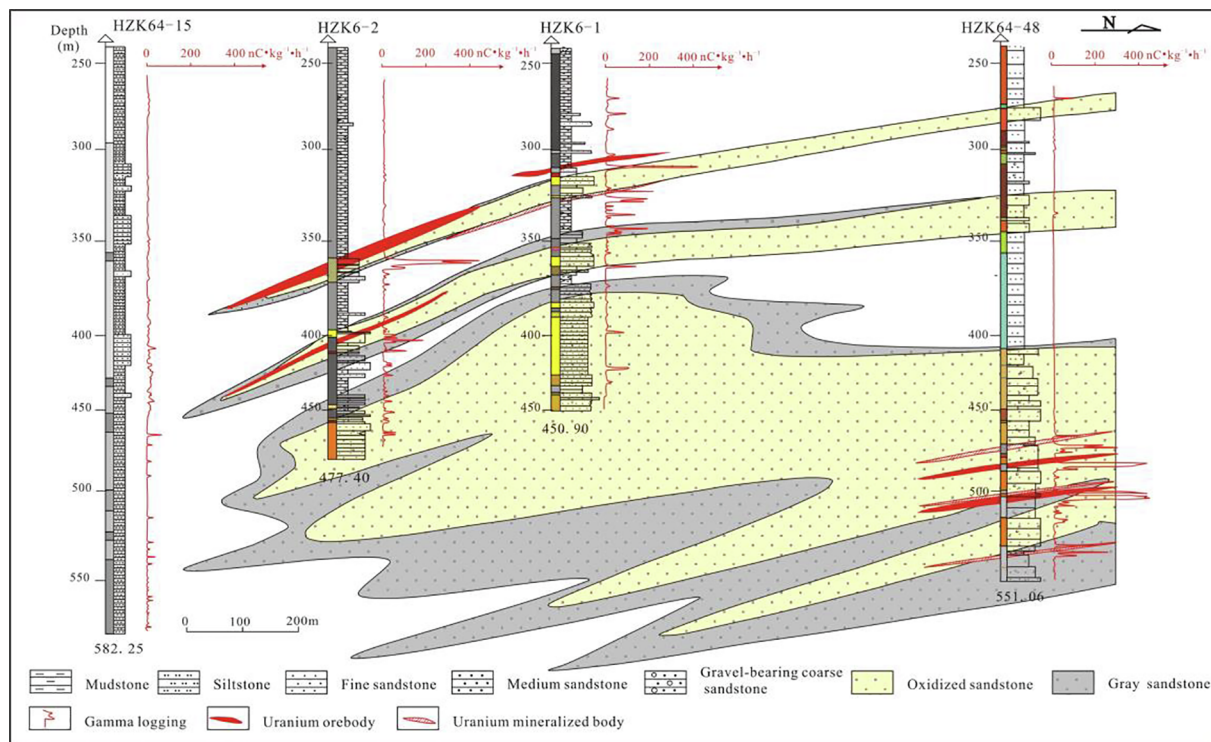 Depth
(m)
HZK64-15
HZK6-2
HZK6-1
HZK64-48
N
0 200 400 nC•kg⁻¹•h⁻¹
0 200 400 nC•kg⁻¹•h⁻¹
0 200 400 nC•kg⁻¹•h⁻¹
0 200 400 nC•kg⁻¹•h⁻¹
250
300
350
400
450
500
550
582.25
250
300
350
400
450
477.40
250
300
350
400
450
450.90
250
300
350
400
450
500
551.06
0 100 200m
Mudstone
Siltstone
Fine sandstone
Medium sandstone
Gravel-bearing coarse
sandstone
Oxidized sandstone
Gray sandstone
Gamma logging
Uranium orebody
Uranium mineralized body